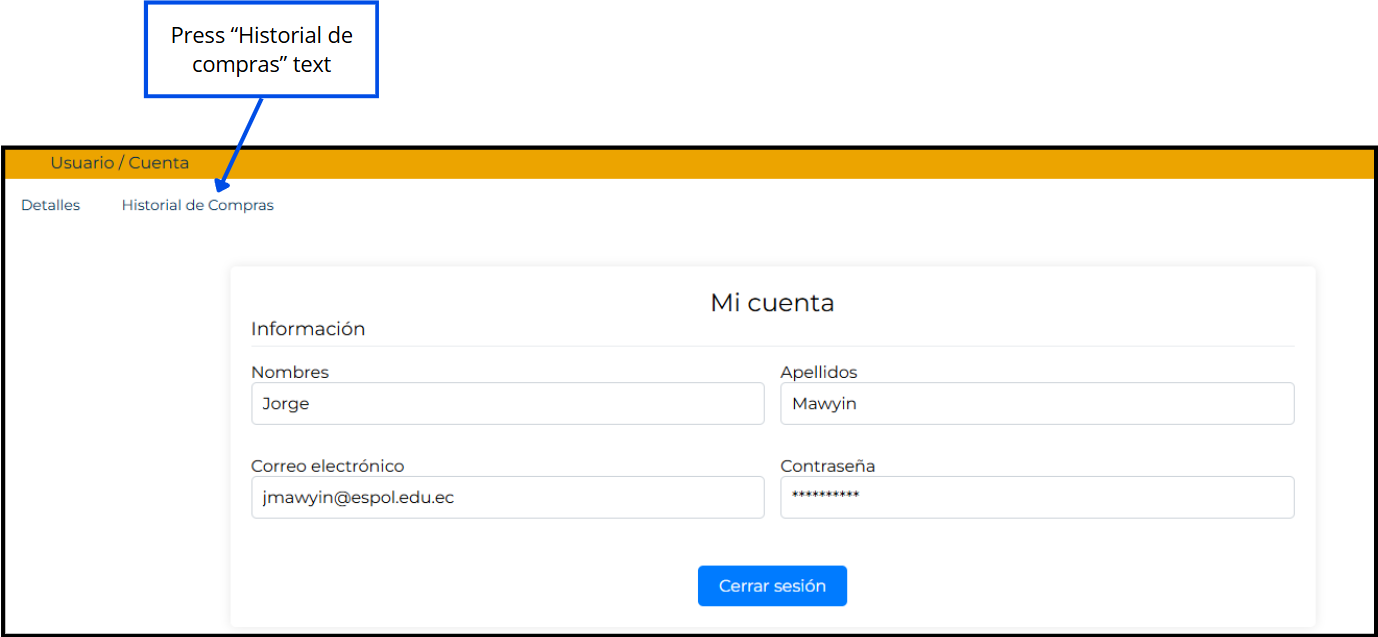 Press “Historial de
compras” text
Usuario / Cuenta
Detalles Historial de Compras
Mi cuenta
Información
Nombres Apellidos
Jorge Mawyin
Correo electrónico Contraseña
jmawyin@espol.edu.ec **********
Cerrar sesión